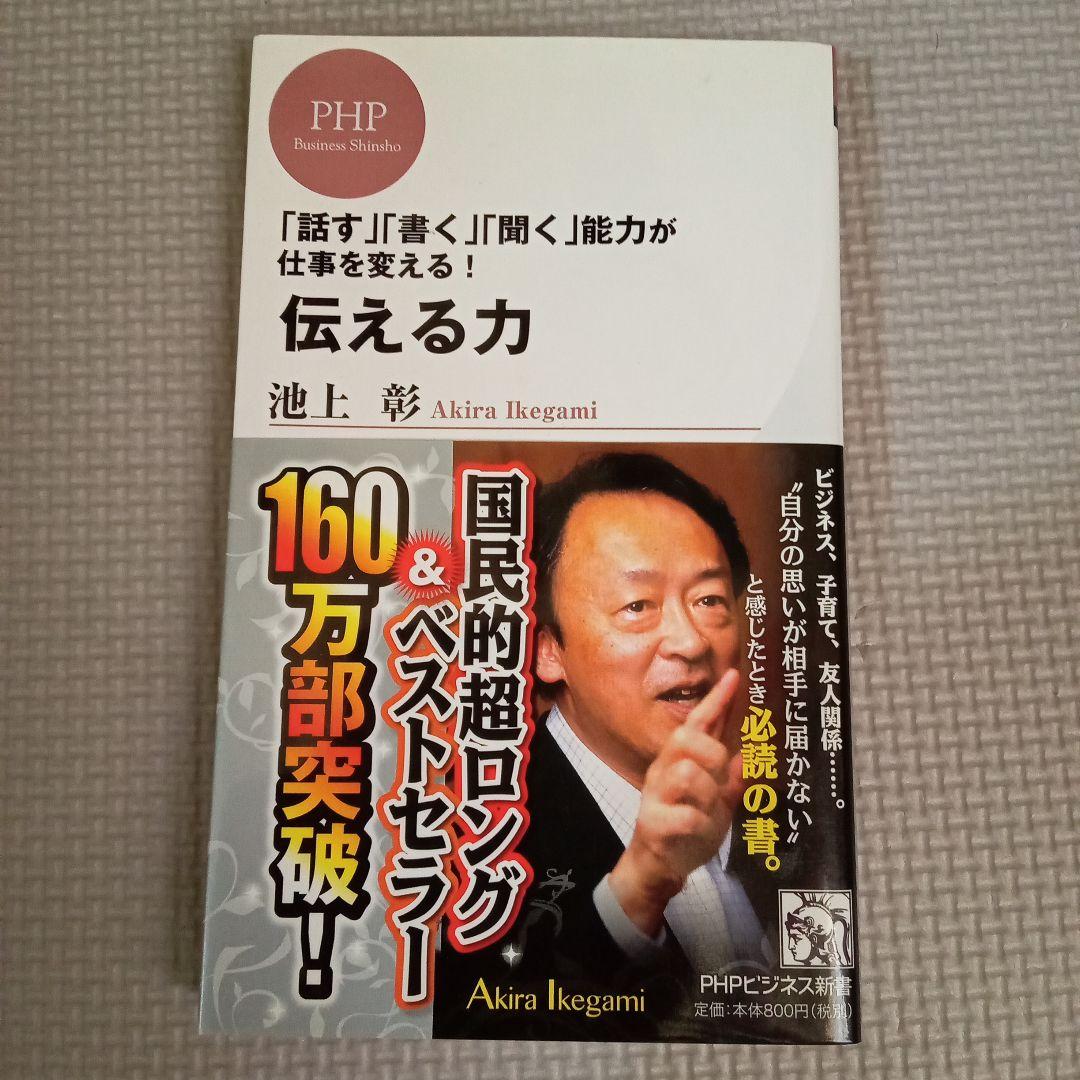 PHP
Business Shinsho
「話す」「書く」「聞く」能力が
仕事を変える!
伝える力
池上 彰 Akira Ikegami
ビジネス、子育て、友人関係……。
“自分の思いが相手に届かない”
と感じたとき必読の書。
国民的超ロング
&ベストセラー
160万部突破!
Akira Ikegami
PHPビジネス新書
定価:本体800円(税別)